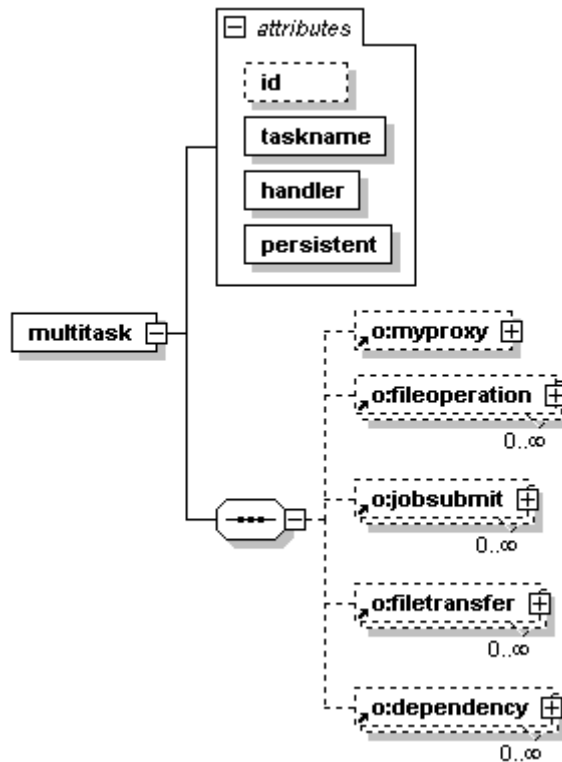 attributes
id
taskname
handler
persistent
multitask
o:myproxy
o:fileoperation
0..∞
o:jobsubmit
0..∞
o:filetransfer
0..∞
o:dependency
0..∞